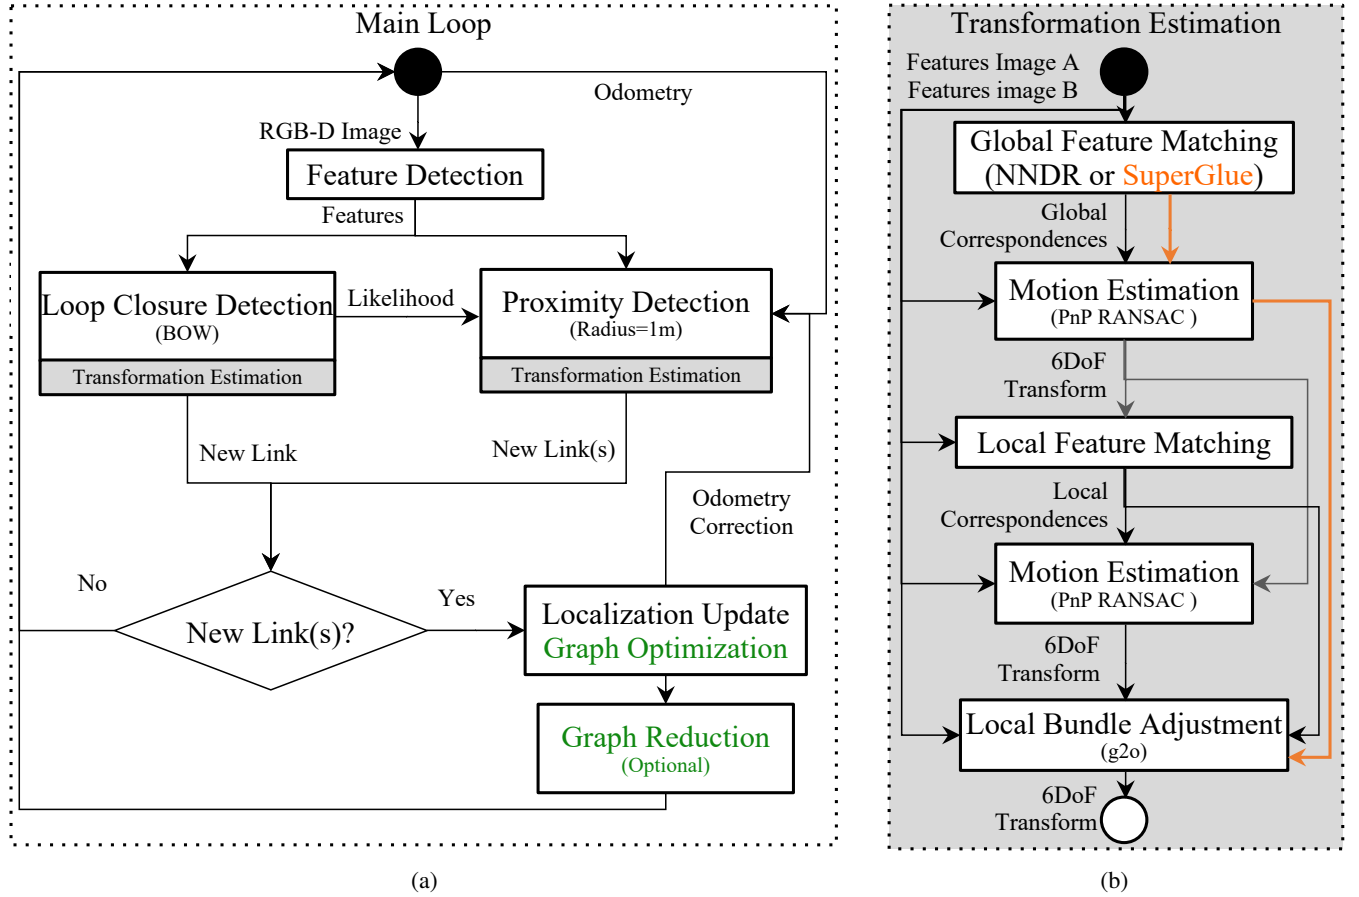 Main Loop
Odometry
RGB-D Image
Feature Detection
Features
Loop Closure Detection
(BOW)
Transformation Estimation
Likelihood
Proximity Detection
(Radius=1m)
Transformation Estimation
New Link
New Link(s)
Odometry
Correction
No
New Link(s)?
Yes
Localization Update
Graph Optimization
Graph Reduction
(Optional)
(a)
Transformation Estimation
Features Image A
Features image B
Global Feature Matching
(NNDR or SuperGlue)
Global
Correspondences
Motion Estimation
(PnP RANSAC )
6DoF
Transform
Local Feature Matching
Local
Correspondences
Motion Estimation
(PnP RANSAC )
6DoF
Transform
Local Bundle Adjustment
(g2o)
6DoF
Transform
(b)